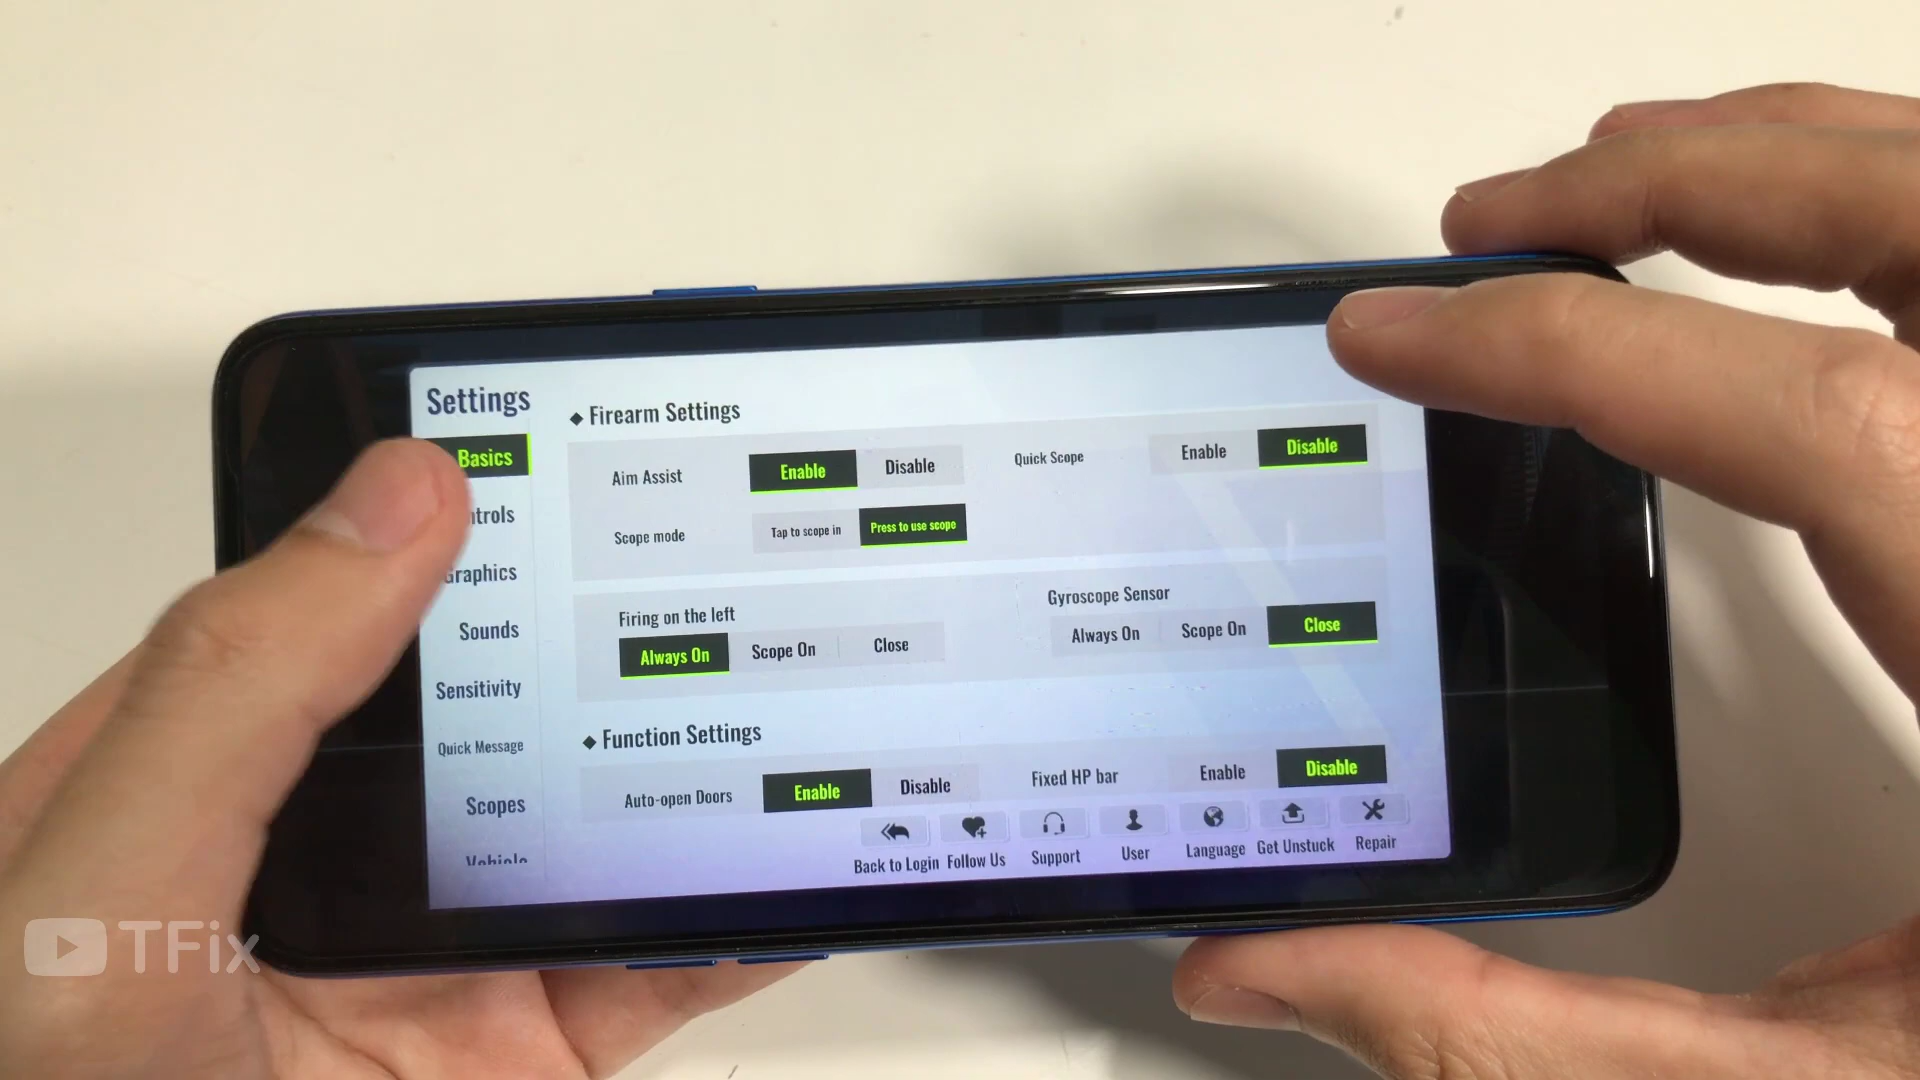 Settings
Basics
ntrols
Graphics
Sounds
Sensitivity
Quick Message
Scopes
Vehicle
Firearm Settings
Aim Assist Enable Disable Quick Scope Enable Disable
Scope mode Tap to scope in Press to use scope
Firing on the left
Always On Scope On Close
Gyroscope Sensor
Always On Scope On Close
Function Settings
Auto-open Doors Enable Disable Fixed HP bar Enable Disable
Back to Login Follow Us Support User Language Get Unstuck Repair
TFix